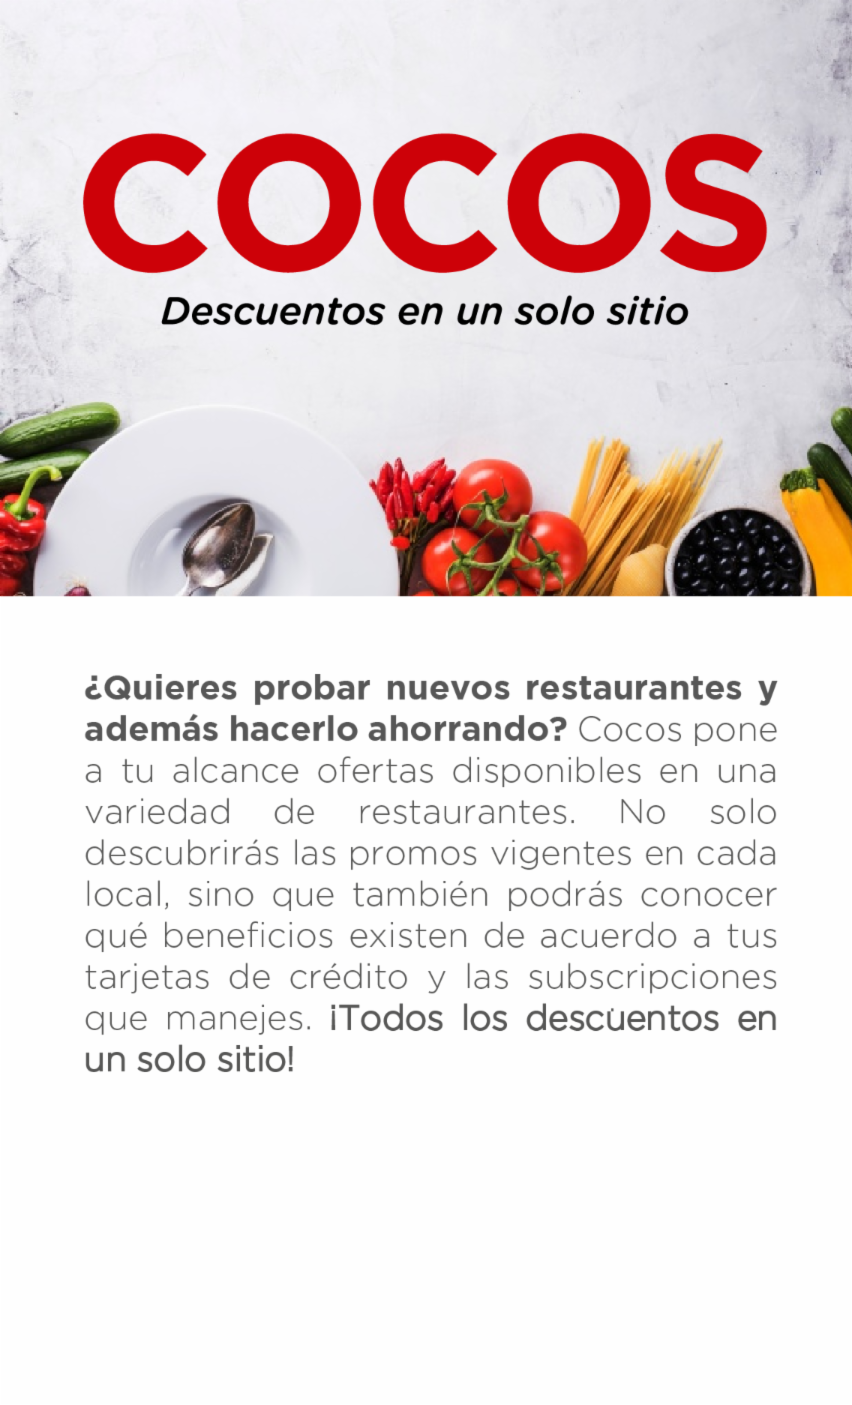 COCOS
Descuentos en un solo sitio
¿Quieres probar nuevos restaurantes y
además hacerlo ahorrando? Cocos pone
a tu alcance ofertas disponibles en una
variedad de restaurantes. No solo
descubrirás las promos vigentes en cada
local, sino que también podrás conocer
qué beneficios existen de acuerdo a tus
tarjetas de crédito y las subscripciones
que manejes. ¡Todos los descuentos en
un solo sitio!